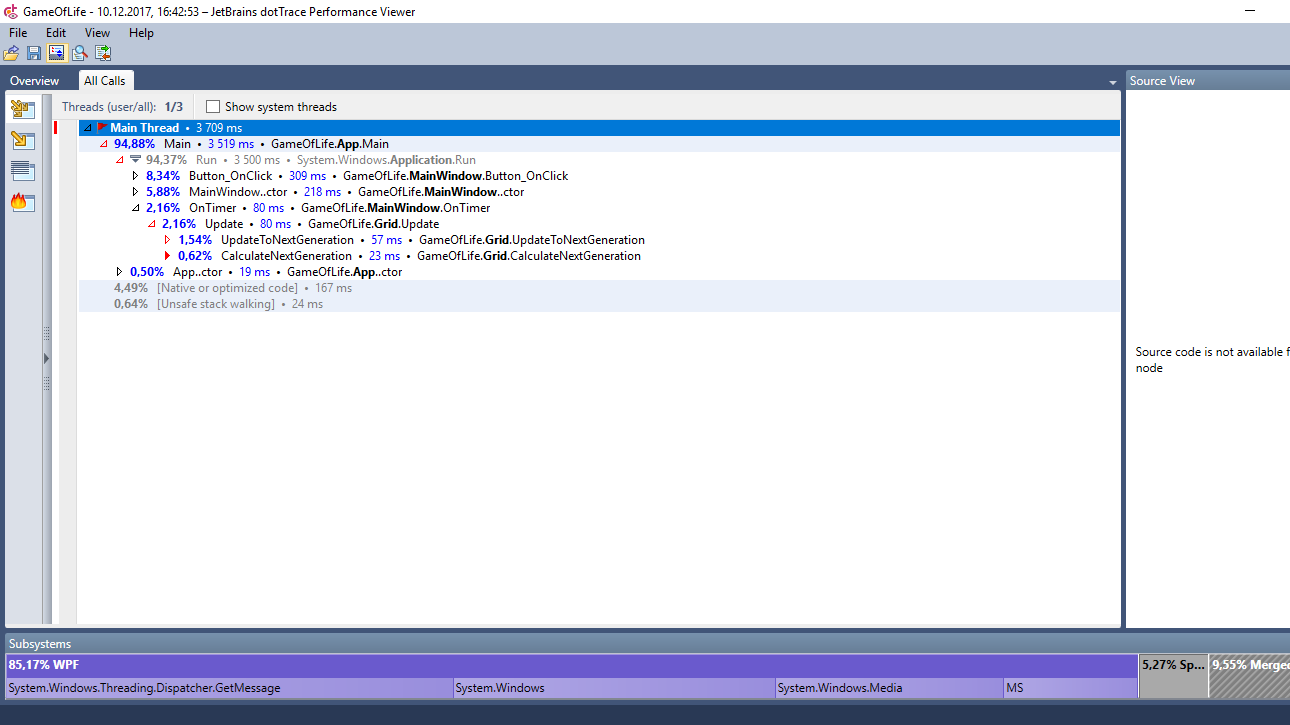 GameOfLife - 10.12.2017, 16:42:53 – JetBrains dotTrace Performance Viewer
File Edit View Help
Overview All Calls Source View
Threads (user/all): 1/3 Show system threads
Main Thread • 3 709 ms
94,88% Main • 3 519 ms • GameOfLife.App.Main
94,37% Run • 3 500 ms • System.Windows.Application.Run
8,34% Button_OnClick • 309 ms • GameOfLife.MainWindow.Button_OnClick
5,88% MainWindow..ctor • 218 ms • GameOfLife.MainWindow..ctor
2,16% OnTimer • 80 ms • GameOfLife.MainWindow.OnTimer
2,16% Update • 80 ms • GameOfLife.Grid.Update
1,54% UpdateToNextGeneration • 57 ms • GameOfLife.Grid.UpdateToNextGeneration
0,62% CalculateNextGeneration • 23 ms • GameOfLife.Grid.CalculateNextGeneration
0,50% App..ctor • 19 ms • GameOfLife.App..ctor
4,49% [Native or optimized code] • 167 ms
0,64% [Unsafe stack walking] • 24 ms
Source code is not available f
node
Subsystems
85,17% WPF 5,27% Sp... 9,55% Merged
System.Windows.Threading.Dispatcher.GetMessage System.Windows System.Windows.Media MS